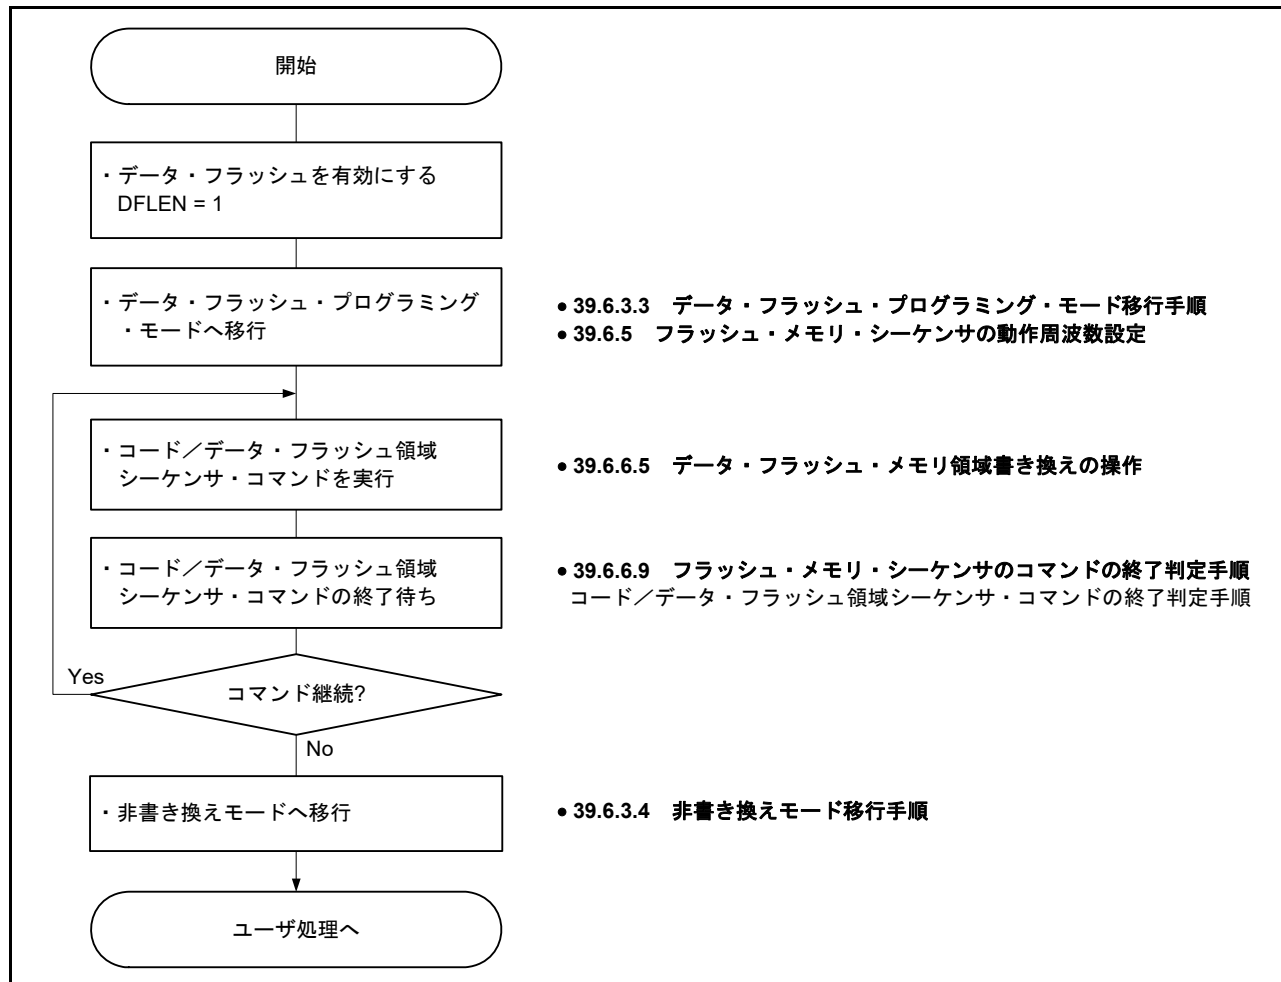 開始
・データ・フラッシュを有効にする
DFLEN = 1
・データ・フラッシュ・プログラミング
・モードへ移行
● 39.6.3.3 データ・フラッシュ・プログラミング・モード移行手順
● 39.6.5 フラッシュ・メモリ・シーケンサの動作周波数設定
・コード／データ・フラッシュ領域
シーケンサ・コマンドを実行
● 39.6.6.5 データ・フラッシュ・メモリ領域書き換えの操作
・コード／データ・フラッシュ領域
シーケンサ・コマンドの終了待ち
● 39.6.6.9 フラッシュ・メモリ・シーケンサのコマンドの終了判定手順
コード／データ・フラッシュ領域シーケンサ・コマンドの終了判定手順
Yes
コマンド継続?
No
・非書き換えモードへ移行
● 39.6.3.4 非書き換えモード移行手順
ユーザ処理へ